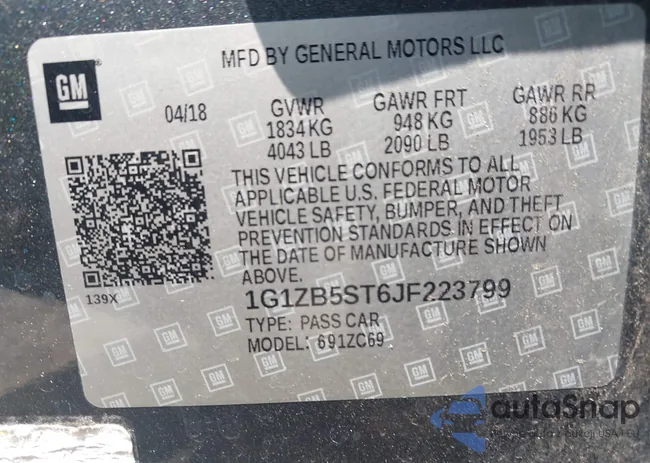 MFD BY GENERAL MOTORS LLC
GM
04/18 GVWR GAWR FRT GAWR RR
1834 KG 948 KG 886 KG
4043 LB 2090 LB 1953 LB
THIS VEHICLE CONFORMS TO ALL
APPLICABLE U.S. FEDERAL MOTOR
VEHICLE SAFETY, BUMPER, AND THEFT
PREVENTION STANDARDS IN EFFECT ON
THE DATE OF MANUFACTURE SHOWN
ABOVE.
139X
1G1ZB5ST6JF223799
TYPE: PASS CAR
MODEL: 691ZC69
autoSnap